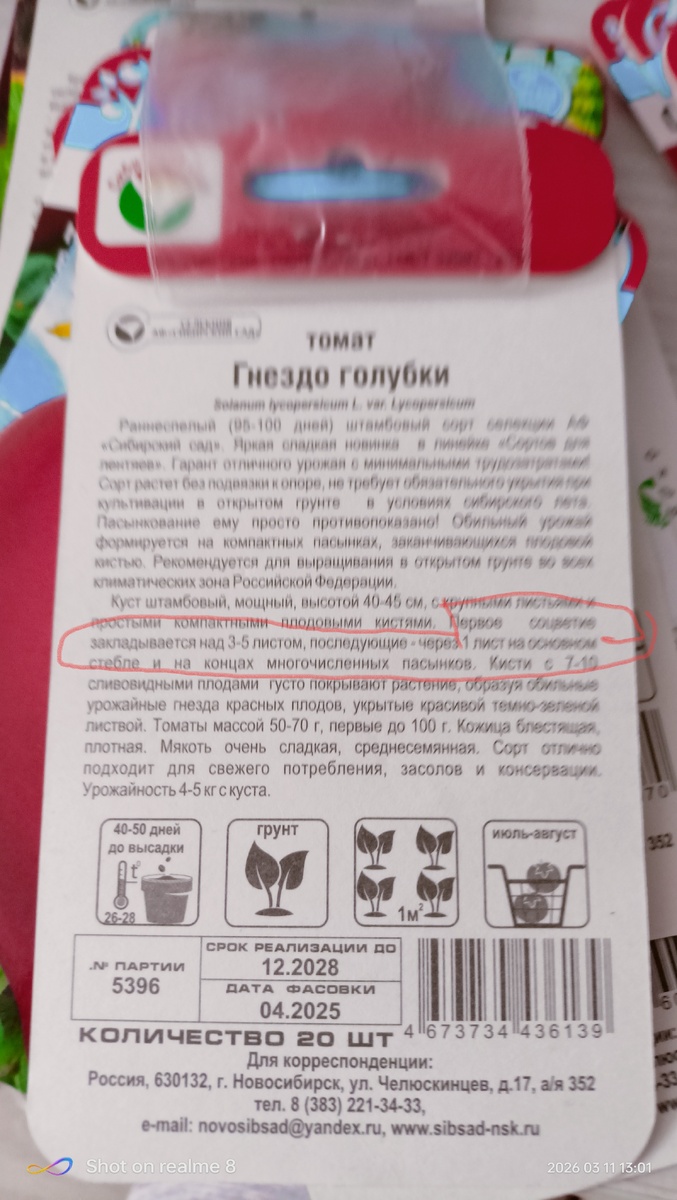 томат
Гнездо голубки
Solanum lycopersicum L. var. Lycopersicum
Раннеспелый (95-100 дней) штамбовый сорт селекции АФ
«Сибирский сад». Яркая сладкая новинка в линейке «Сортов для
лентяев». Гарант отличного урожая с минимальными трудозатратами!
Сорт растет без подвязки к опоре, не требует обязательного укрытия при
культивации в открытом грунте в условиях сибирского лета.
Пасынкование ему просто противопоказано! Обильный урожай
формируется на компактных пасынках, заканчивающихся плодовой
кистью. Рекомендуется для выращивания в открытом грунте во всех
климатических зона Российской Федерации.
Куст штамбовый, мощный, высотой 40-45 см, с крупными листьями и
простыми компактными плодовыми кистями. Первое соцветие
закладывается над 3-5 листом, последующие - через 1 лист на основном
стебле и на концах многочисленных пасынков. Кисти с 7-10
сливовидными плодами густо покрывают растение, образуя обильные
урожайные гнезда красных плодов, укрытые красивой темно-зеленой
листвой. Томаты массой 50-70 г, первые до 100 г. Кожица блестящая,
плотная. Мякоть очень сладкая, среднесемянная. Сорт отлично
подходит для свежего потребления, засолов и консервации.
Урожайность 4-5 кг с куста.
40-50 дней
до высадки
t°
26-28
грунт
1м²
июль-август
№ ПАРТИИ
5396
СРОК РЕАЛИЗАЦИИ ДО
12.2028
ДАТА ФАСОВКИ
04.2025
КОЛИЧЕСТВО 20 ШТ
4 673734 436139
Для корреспонденции:
Россия, 630132, г. Новосибирск, ул. Челюскинцев, д.17, а/я 352
тел. 8 (383) 221-34-33,
e-mail: novosibsad@yandex.ru, www.sibsad-nsk.ru
70
352
Shot on realme 8
2026 03 11 13:01